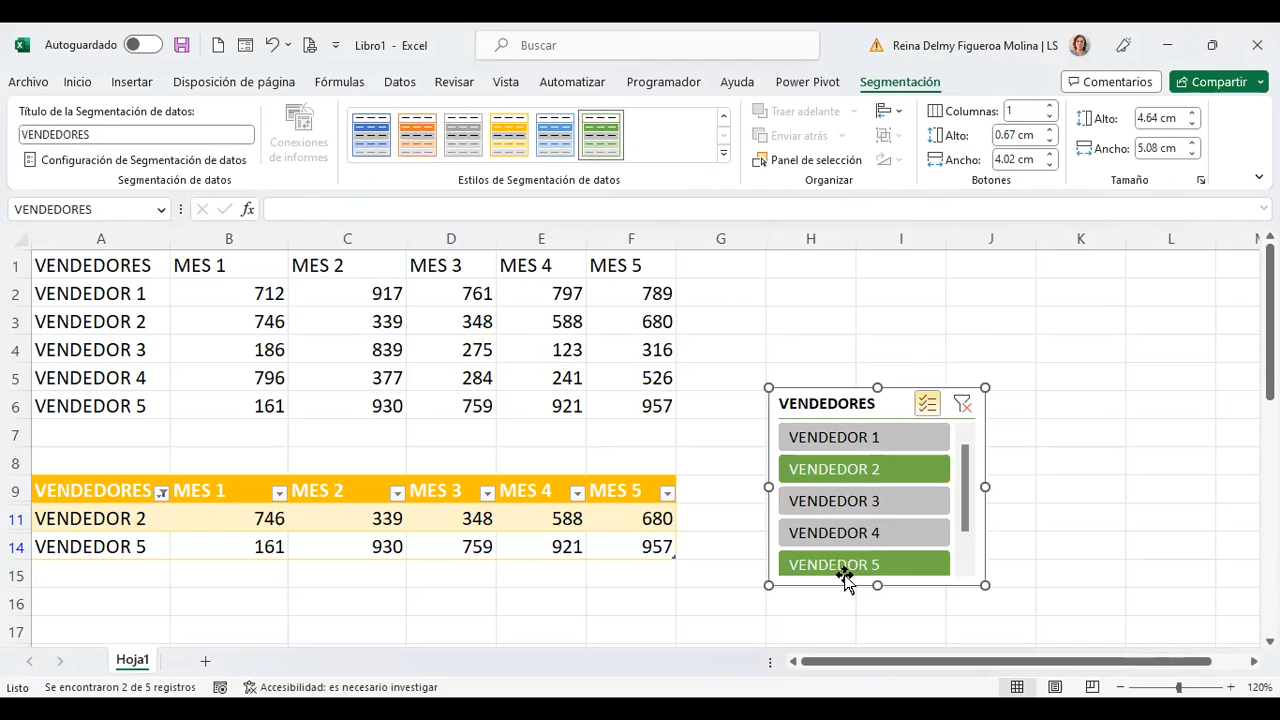 Autoguardado
Libro1 - Excel
Buscar
Reina Delmy Figueroa Molina | LS
Archivo Inicio Insertar Disposición de página Fórmulas Datos Revisar Vista Automatizar Programador Ayuda Power Pivot Segmentación
Comentarios
Compartir
Título de la Segmentación de datos:
VENDEDORES
Configuración de Segmentación de datos
Segmentación de datos
Conexiones
de informes
Estilos de Segmentación de datos
Traer adelante
Enviar atrás
Panel de selección
Organizar
Columnas: 1
Alto: 0.67 cm
Ancho: 4.02 cm
Botones
Alto: 4.64 cm
Ancho: 5.08 cm
Tamaño
VENDEDORES
fx
A B C D E F G H I J K L M
1 VENDEDORES MES 1 MES 2 MES 3 MES 4 MES 5
2 VENDEDOR 1 712 917 761 797 789
3 VENDEDOR 2 746 339 348 588 680
4 VENDEDOR 3 186 839 275 123 316
5 VENDEDOR 4 796 377 284 241 526
6 VENDEDOR 5 161 930 759 921 957
7
8
9 VENDEDORES MES 1 MES 2 MES 3 MES 4 MES 5
11 VENDEDOR 2 746 339 348 588 680
14 VENDEDOR 5 161 930 759 921 957
15
16
17
VENDEDORES
VENDEDOR 1
VENDEDOR 2
VENDEDOR 3
VENDEDOR 4
VENDEDOR 5
Hoja1
Listo
Se encontraron 2 de 5 registros
Accesibilidad: es necesario investigar
120%